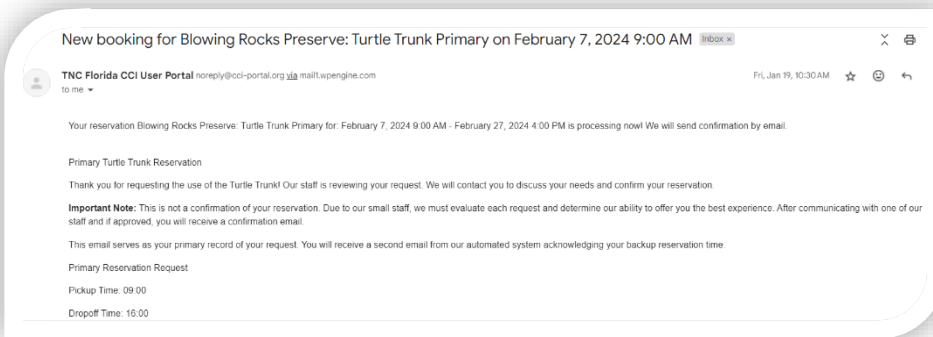 New booking for Blowing Rocks Preserve: Turtle Trunk Primary on February 7, 2024 9:00 AM Inbox ×
TNC Florida CCI User Portal noreply@cci-portal.org via mail1.wpengine.com Fri, Jan 19, 10:30 AM
to me
Your reservation Blowing Rocks Preserve: Turtle Trunk Primary for: February 7, 2024 9:00 AM - February 27, 2024 4:00 PM is processing now! We will send confirmation by email.
Primary Turtle Trunk Reservation
Thank you for requesting the use of the Turtle Trunk! Our staff is reviewing your request. We will contact you to discuss your needs and confirm your reservation.
Important Note: This is not a confirmation of your reservation. Due to our small staff, we must evaluate each request and determine our ability to offer you the best experience. After communicating with one of our
staff and if approved, you will receive a confirmation email.
This email serves as your primary record of your request. You will receive a second email from our automated system acknowledging your backup reservation time.
Primary Reservation Request
Pickup Time: 09:00
Dropoff Time: 16:00